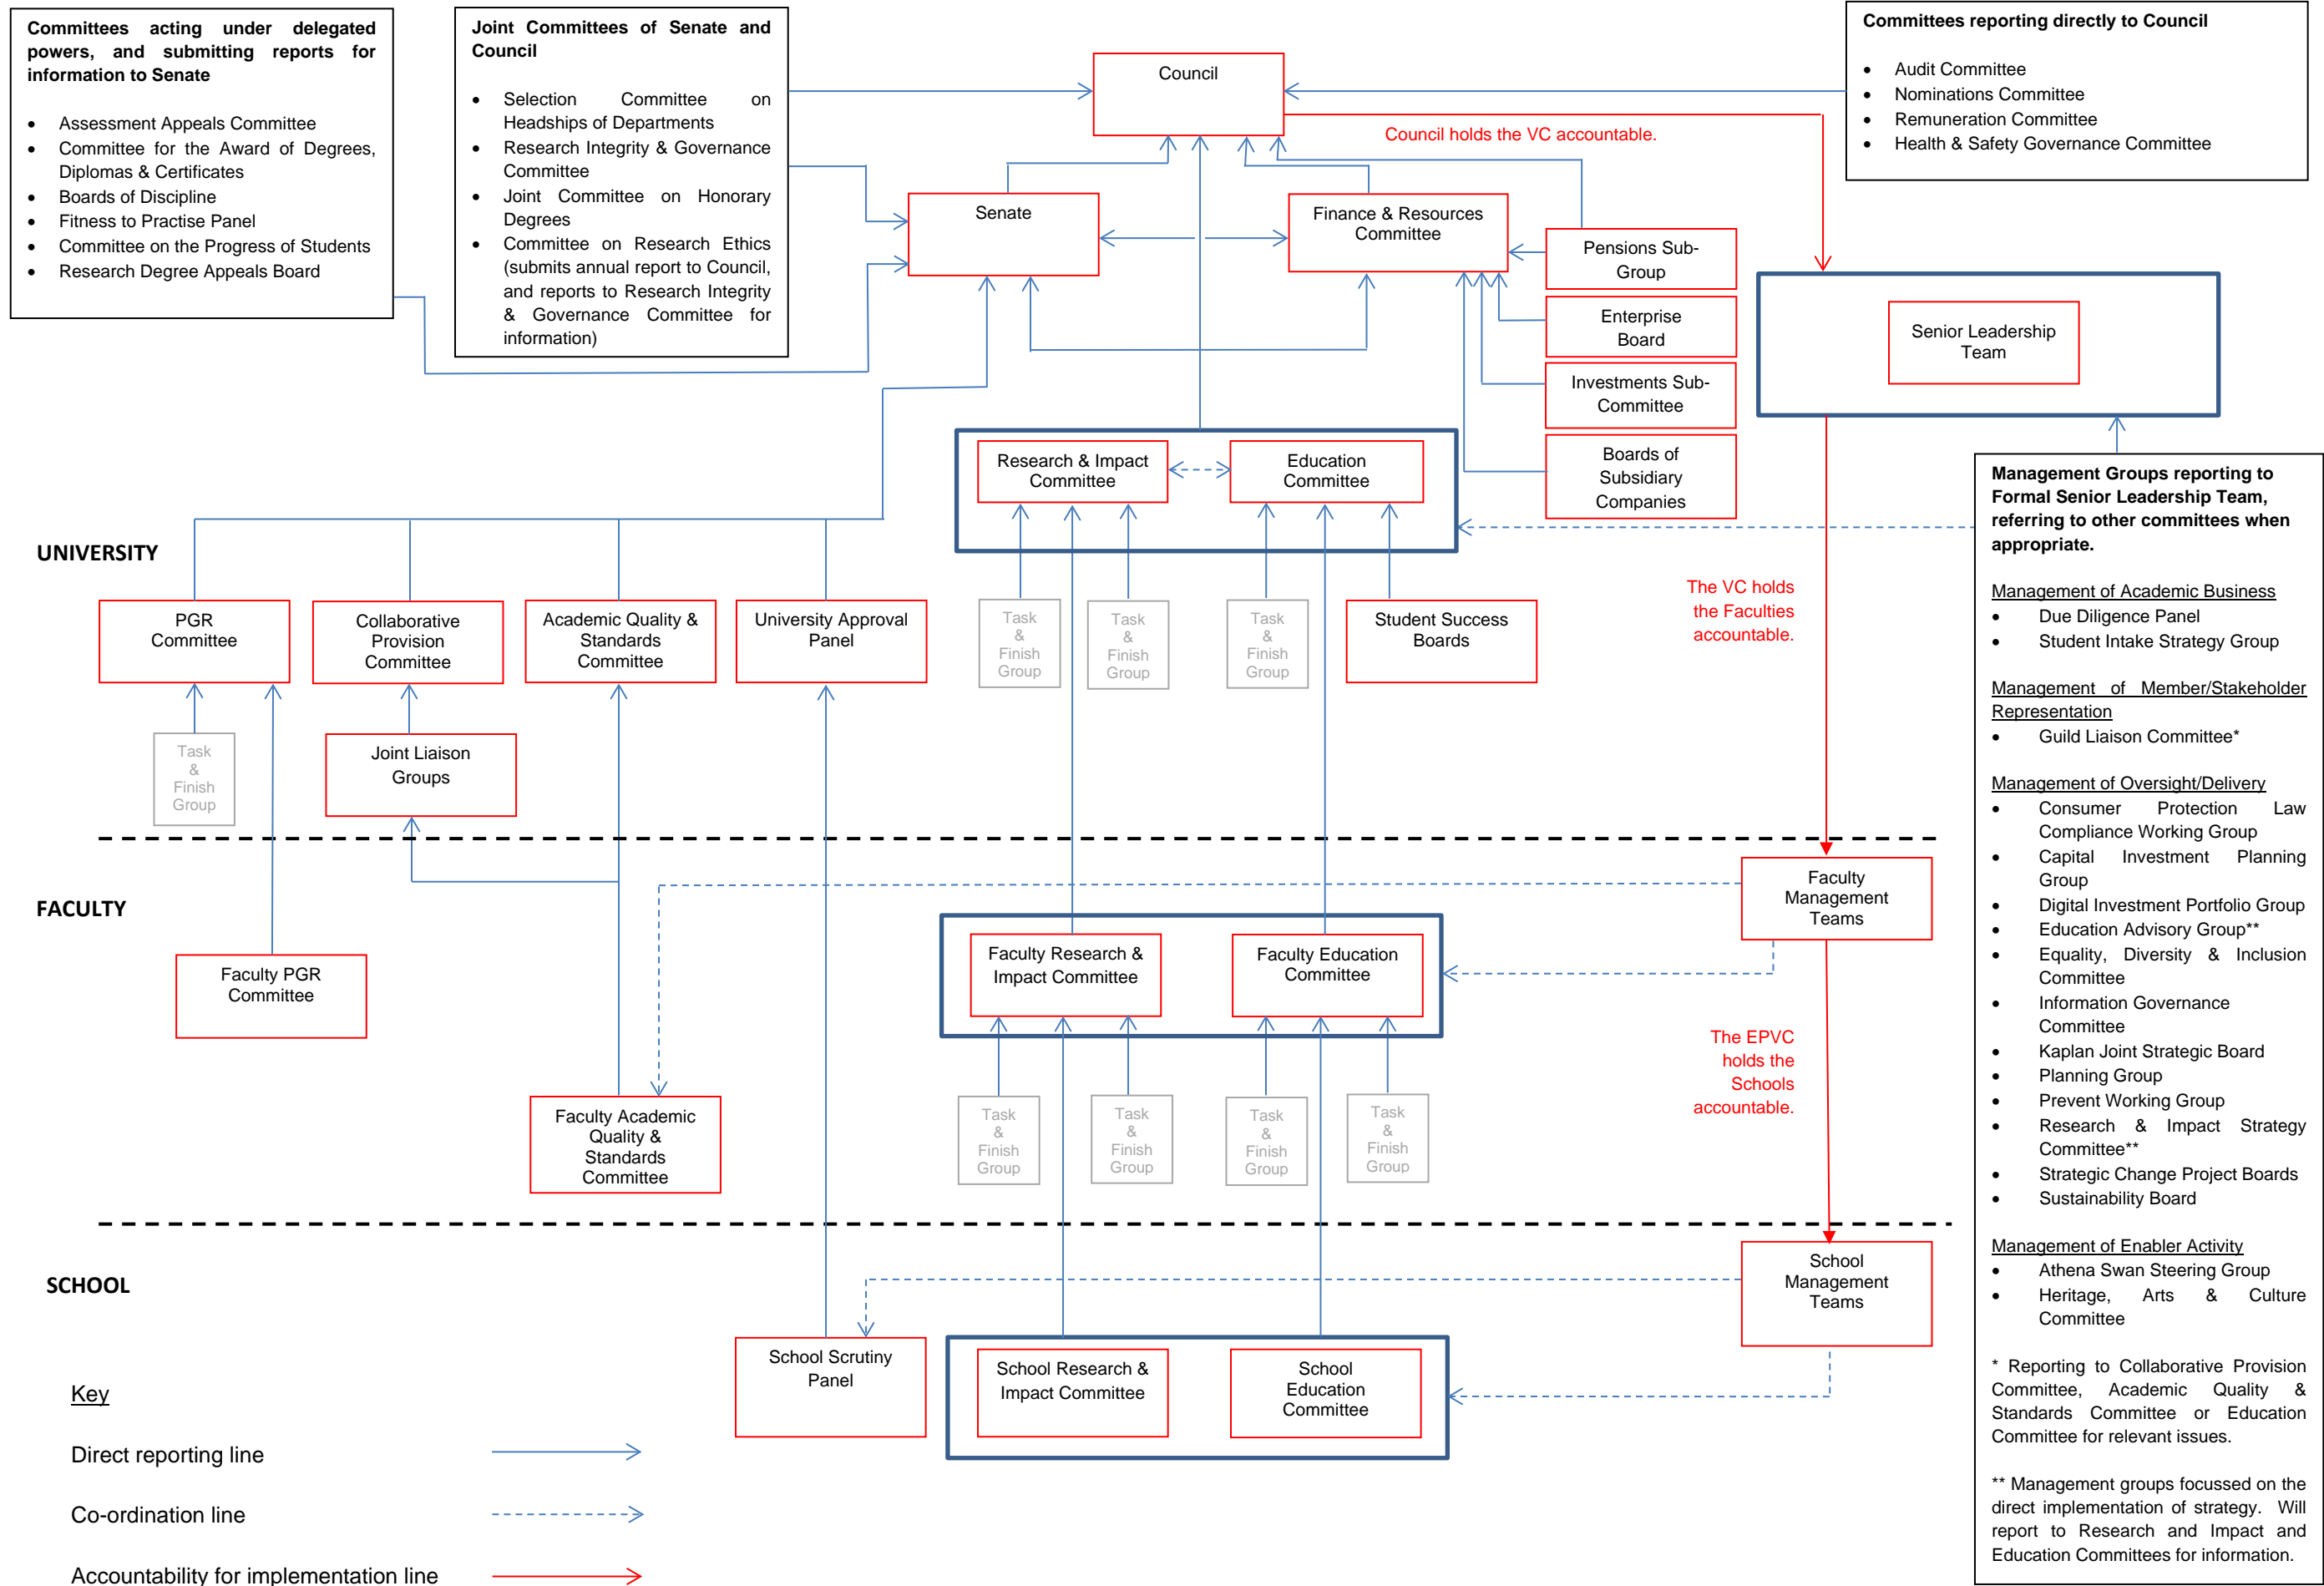 Committees acting under delegated
powers, and submitting reports for
information to Senate
• Assessment Appeals Committee
• Committee for the Award of Degrees,
Diplomas & Certificates
• Boards of Discipline
• Fitness to Practise Panel
• Committee on the Progress of Students
• Research Degree Appeals Board
Joint Committees of Senate and
Council
• Selection Committee on
Headships of Departments
• Research Integrity & Governance
Committee
• Joint Committee on Honorary
Degrees
• Committee on Research Ethics
(submits annual report to Council,
and reports to Research Integrity
& Governance Committee for
information)
Council
Committees reporting directly to Council
• Audit Committee
• Nominations Committee
• Remuneration Committee
• Health & Safety Governance Committee
Council holds the VC accountable.
Senate
Finance & Resources
Committee
Pensions Sub-
Group
Enterprise
Board
Investments Sub-
Committee
Boards of
Subsidiary
Companies
Senior Leadership
Team
Research & Impact
Committee
Education
Committee
UNIVERSITY
PGR
Committee
Collaborative
Provision
Committee
Academic Quality &
Standards
Committee
University Approval
Panel
Task
&
Finish
Group
Task
&
Finish
Group
Task
&
Finish
Group
Student Success
Boards
The VC holds
the Faculties
accountable.
Task
&
Finish
Group
Joint Liaison
Groups
FACULTY
Faculty
Management
Teams
Faculty PGR
Committee
Faculty Research &
Impact Committee
Faculty Education
Committee
The EPVC
holds the
Schools
accountable.
Faculty Academic
Quality &
Standards
Committee
Task
&
Finish
Group
Task
&
Finish
Group
Task
&
Finish
Group
Task
&
Finish
Group
SCHOOL
School
Management
Teams
School Scrutiny
Panel
School Research &
Impact Committee
School
Education
Committee
Key
Direct reporting line
Co-ordination line
Accountability for implementation line
Management Groups reporting to
Formal Senior Leadership Team,
referring to other committees when
appropriate.
Management of Academic Business
• Due Diligence Panel
• Student Intake Strategy Group
Management of Member/Stakeholder
Representation
• Guild Liaison Committee*
Management of Oversight/Delivery
• Consumer Protection Law
Compliance Working Group
• Capital Investment Planning
Group
• Digital Investment Portfolio Group
• Education Advisory Group**
• Equality, Diversity & Inclusion
Committee
• Information Governance
Committee
• Kaplan Joint Strategic Board
• Planning Group
• Prevent Working Group
• Research & Impact Strategy
Committee**
• Strategic Change Project Boards
• Sustainability Board
Management of Enabler Activity
• Athena Swan Steering Group
• Heritage, Arts & Culture
Committee
* Reporting to Collaborative Provision
Committee, Academic Quality &
Standards Committee or Education
Committee for relevant issues.
** Management groups focussed on the
direct implementation of strategy. Will
report to Research and Impact and
Education Committees for information.